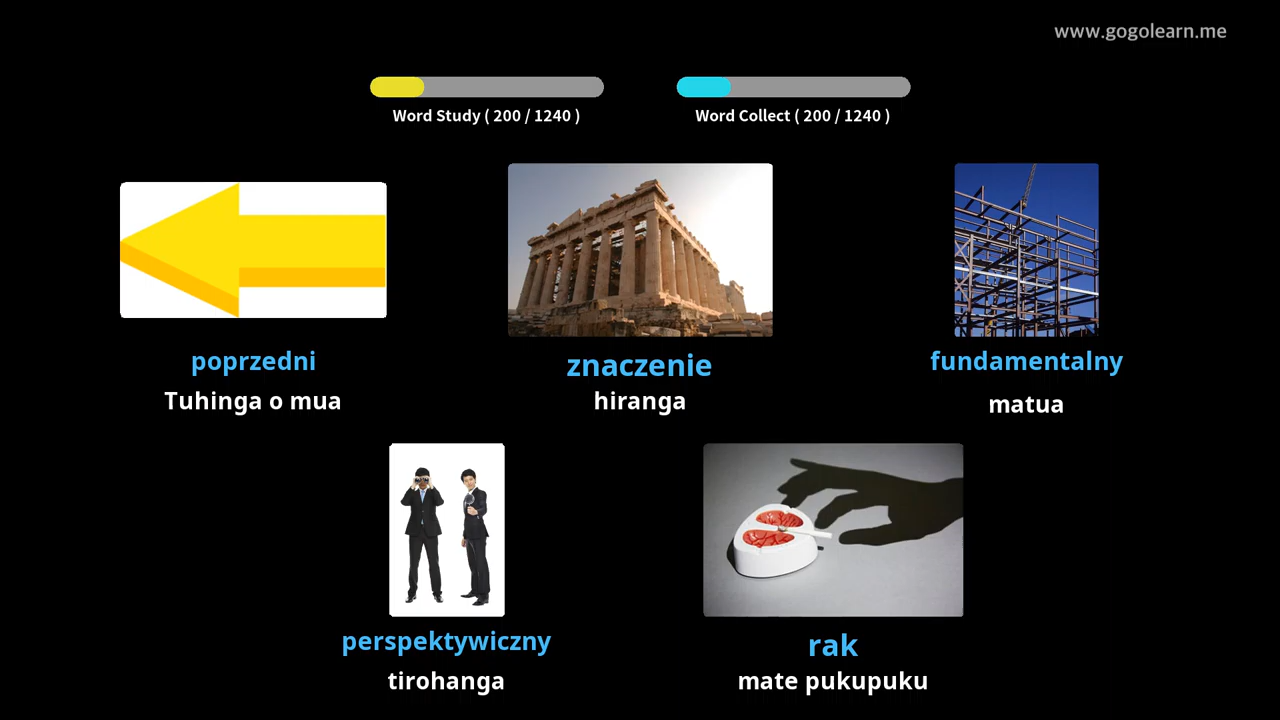 www.gogolearn.me
Word Study ( 200 / 1240 )
Word Collect ( 200 / 1240 )
poprzedni
Tuhinga o mua
znaczenie
hiranga
fundamentalny
matua
perspektywiczny
tirohanga
rak
mate pukupuku